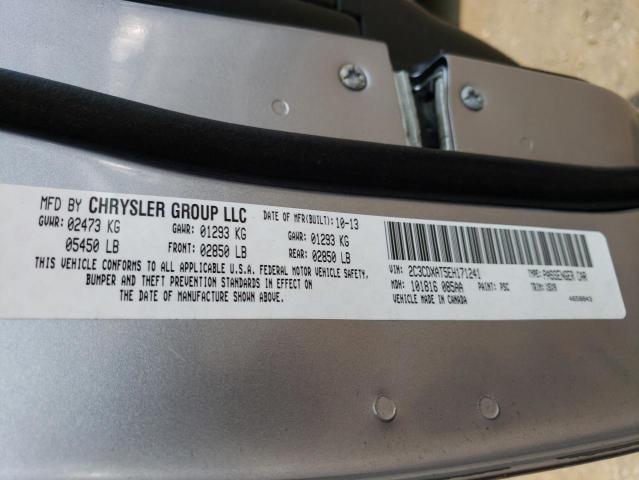 MFD BY CHRYSLER GROUP LLC DATE OF MFR(BUILT): 10-13
GVWR: 02473 KG GAWR: 01293 KG GAWR: 01293 KG
05450 LB FRONT: 02850 LB REAR: 02850 LB
THIS VEHICLE CONFORMS TO ALL APPLICABLE U.S.A. FEDERAL MOTOR VEHICLE SAFETY,
BUMPER AND THEFT PREVENTION STANDARDS IN EFFECT ON
THE DATE OF MANUFACTURE SHOWN ABOVE.
VIN: 2C3CDXAT5EH171241 TYPE: PASSENGER CAR
MDH: 101816 085AA PAINT: PSC TRIM:
VEHICLE MADE IN CANADA